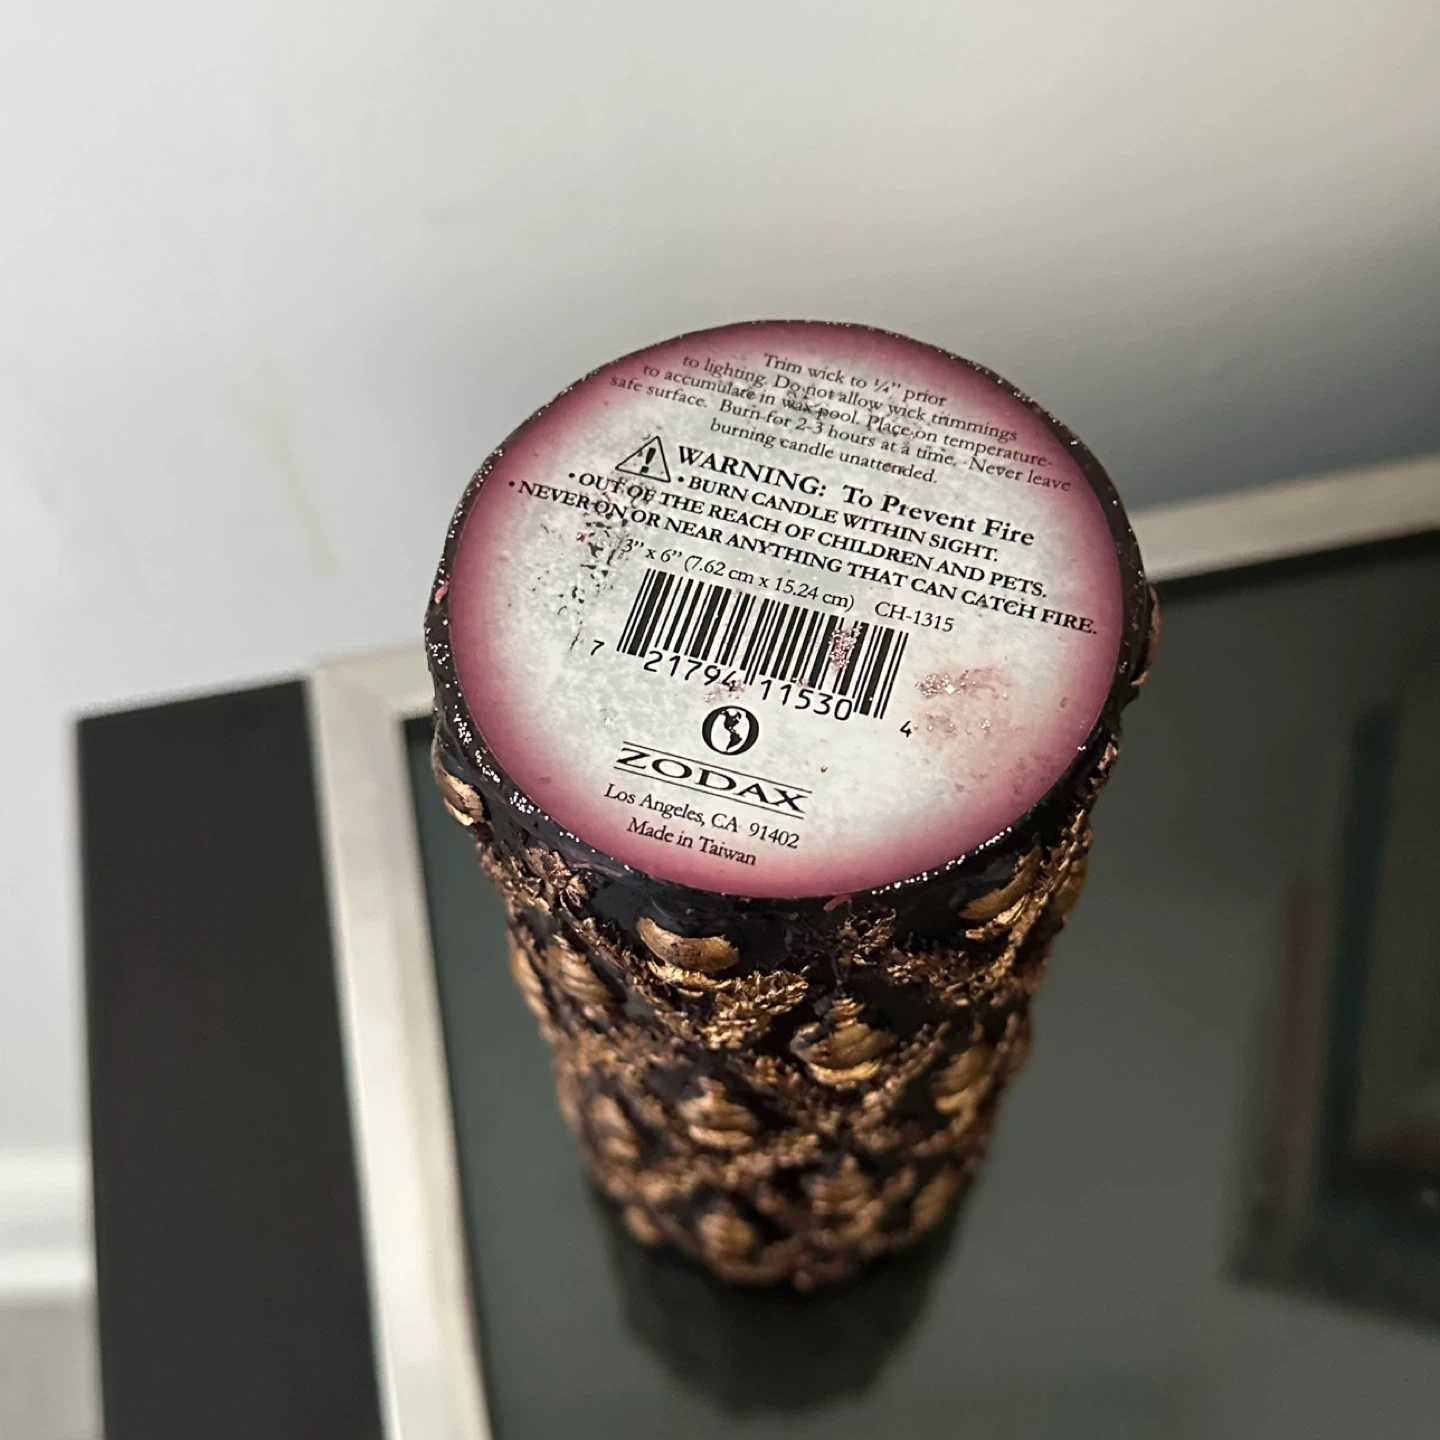 Trim wick to ¼” prior
to lighting. Do not allow wick trimmings
to accumulate in wax pool. Place on temperature-
safe surface. Burn for 2-3 hours at a time. Never leave
burning candle unattended.
WARNING: To Prevent Fire
• BURN CANDLE WITHIN SIGHT.
• OUT OF THE REACH OF CHILDREN AND PETS.
• NEVER ON OR NEAR ANYTHING THAT CAN CATCH FIRE.
3” x 6” (7.62 cm x 15.24 cm) CH-1315
7 21794 11530 4
ZODAX
Los Angeles, CA 91402
Made in Taiwan